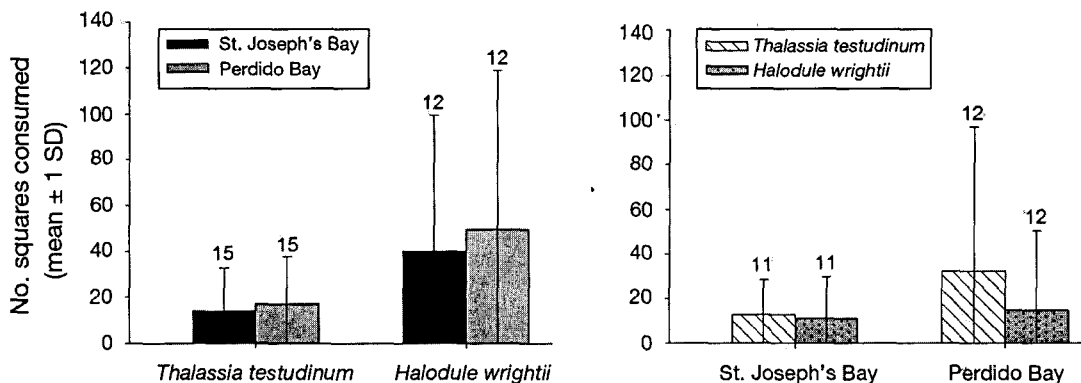 No. squares consumed
(mean ± 1 SD)
140
120
100
80
60
40
20
0
St. Joseph's Bay
Perdido Bay
15
15
12
12
Thalassia testudinum
Halodule wrightii
140
120
100
80
60
40
20
0
Thalassia testudinum
Halodule wrightii
11
11
12
12
St. Joseph's Bay
Perdido Bay